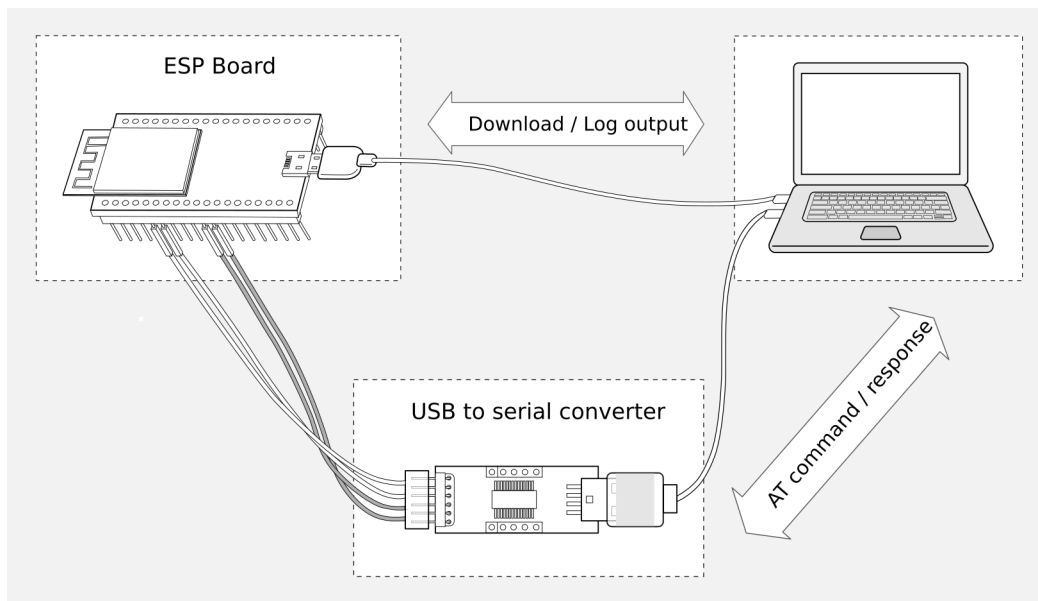 ESP Board
Download / Log output
USB to serial converter
AT command / response